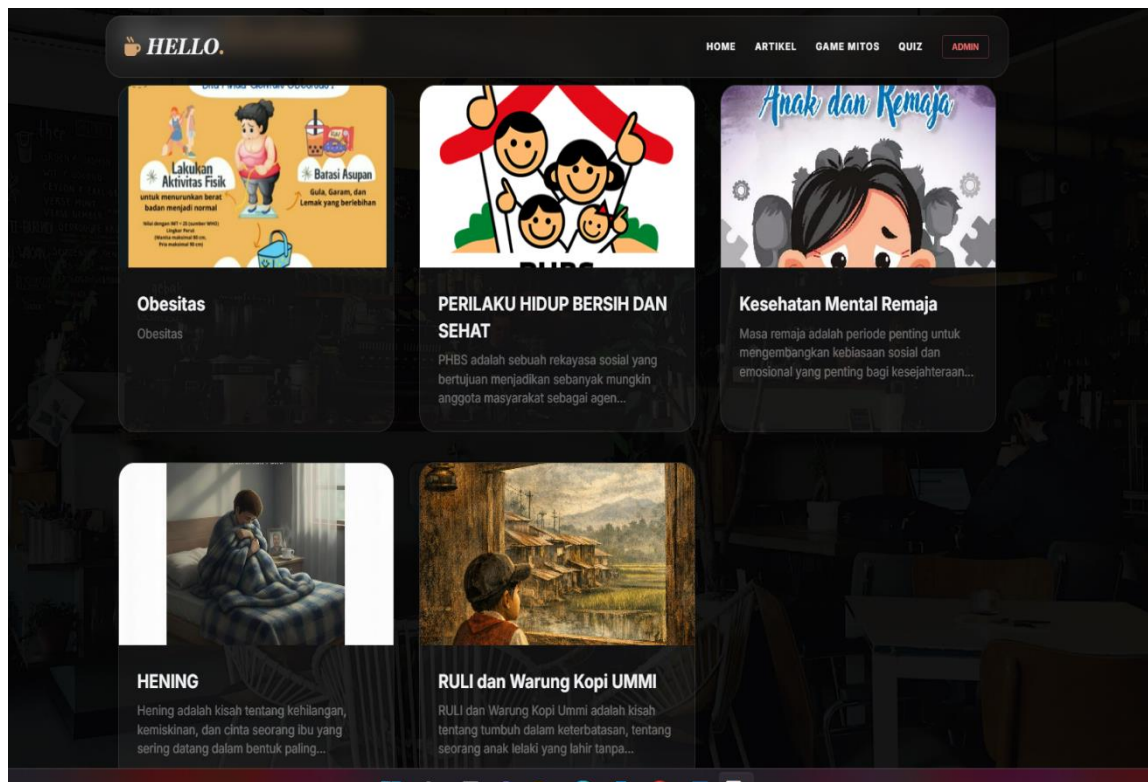 HELLO.
HOME ARTIKEL GAME MITOS QUIZ ADMIN
Lakukan
Aktivitas Fisik
untuk menurunkan berat
badan menjadi normal
Batasi Asupan
Gula, Garam, dan
Lemak yang berlebihan
Anak dan Remaja
Obesitas
Obesitas
PERILAKU HIDUP BERSIH DAN
SEHAT
PHBS adalah sebuah rekayasa sosial yang
bertujuan menjadikan sebanyak mungkin
anggota masyarakat sebagai agen...
Kesehatan Mental Remaja
Masa remaja adalah periode penting untuk
mengembangkan kebiasaan sosial dan
emosional yang penting bagi kesejahteraan...
HENING
Hening adalah kisah tentang kehilangan,
kemiskinan, dan cinta seorang ibu yang
sering datang dalam bentuk paling...
RULI dan Warung Kopi UMMI
RULI dan Warung Kopi Ummi adalah kisah
tentang tumbuh dalam keterbatasan, tentang
seorang anak lelaki yang lahir tanpa...